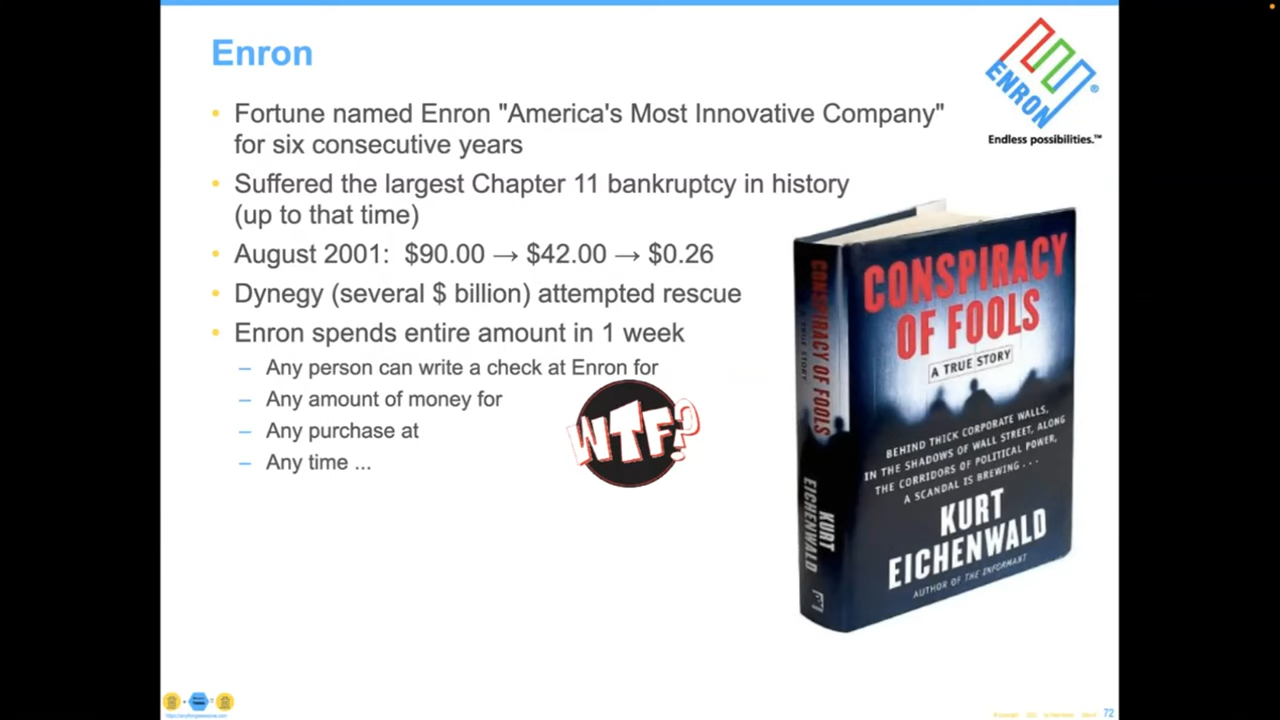 Enron
• Fortune named Enron "America's Most Innovative Company"
for six consecutive years
• Suffered the largest Chapter 11 bankruptcy in history
(up to that time)
• August 2001: $90.00 → $42.00 → $0.26
• Dynegy (several $ billion) attempted rescue
• Enron spends entire amount in 1 week
– Any person can write a check at Enron for
– Any amount of money for
– Any purchase at
– Any time ...
WTF?
ENRON®
Endless possibilities.™
CONSPIRACY OF FOOLS
A TRUE STORY
KURT
EICHENWALD
CONSPIRACY
OF FOOLS
A TRUE STORY
BEHIND THICK CORPORATE WALLS,
IN THE SHADOWS OF WALL STREET, ALONG
THE CORRIDORS OF POLITICAL POWER,
A SCANDAL IS BREWING . . .
KURT
EICHENWALD
AUTHOR OF THE INFORMANT
72